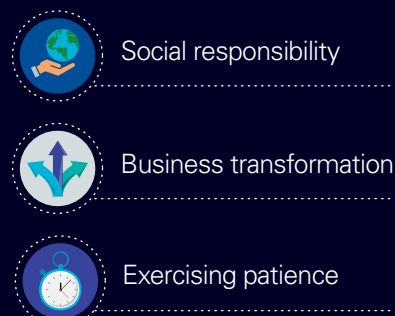 Social responsibility
Business transformation
Exercising patience